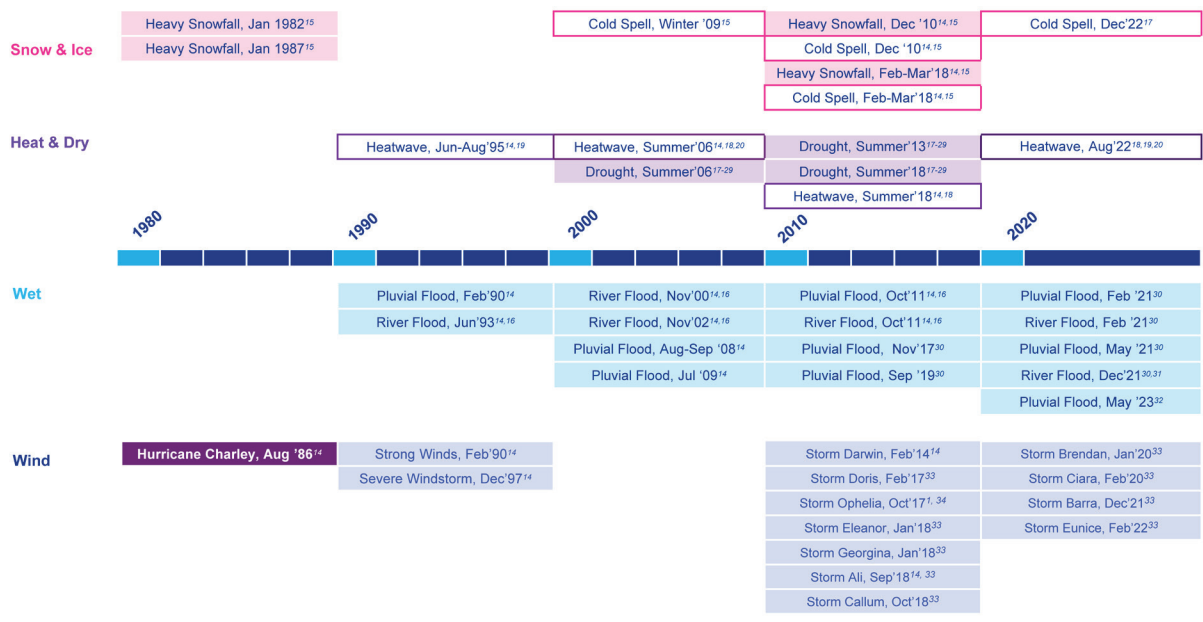 Snow & Ice
Heavy Snowfall, Jan 1982¹⁵
Heavy Snowfall, Jan 1987¹⁵
Cold Spell, Winter '09¹⁵
Heavy Snowfall, Dec '10¹⁴,¹⁵
Cold Spell, Dec '10¹⁴,¹⁵
Heavy Snowfall, Feb-Mar'18¹⁴,¹⁵
Cold Spell, Feb-Mar'18¹⁴,¹⁵
Cold Spell, Dec'22¹⁷
Heat & Dry
Heatwave, Jun-Aug'95¹⁴,¹⁹
Heatwave, Summer'06¹⁴,¹⁸,²⁰
Drought, Summer'06¹⁷⁻²⁹
Drought, Summer'13¹⁷⁻²⁹
Drought, Summer'18¹⁷⁻²⁹
Heatwave, Summer'18¹⁴,¹⁸
Heatwave, Aug'22¹⁸,¹⁹,²⁰
1980
1990
2000
2010
2020
Wet
Pluvial Flood, Feb'90¹⁴
River Flood, Jun'93¹⁴,¹⁶
River Flood, Nov'00¹⁴,¹⁶
River Flood, Nov'02¹⁴,¹⁶
Pluvial Flood, Aug-Sep '08¹⁴
Pluvial Flood, Jul '09¹⁴
Pluvial Flood, Oct'11¹⁴,¹⁶
River Flood, Oct'11¹⁴,¹⁶
Pluvial Flood, Nov'17³⁰
Pluvial Flood, Sep '19³⁰
Pluvial Flood, Feb '21³⁰
River Flood, Feb '21³⁰
Pluvial Flood, May '21³⁰
River Flood, Dec'21³⁰,³¹
Pluvial Flood, May '23³²
Wind
Hurricane Charley, Aug '86¹⁴
Strong Winds, Feb'90¹⁴
Severe Windstorm, Dec'97¹⁴
Storm Darwin, Feb'14¹⁴
Storm Doris, Feb'17³³
Storm Ophelia, Oct'17¹, ³⁴
Storm Eleanor, Jan'18³³
Storm Georgina, Jan'18³³
Storm Ali, Sep'18¹⁴, ³³
Storm Callum, Oct'18³³
Storm Brendan, Jan'20³³
Storm Ciara, Feb'20³³
Storm Barra, Dec'21³³
Storm Eunice, Feb'22³³